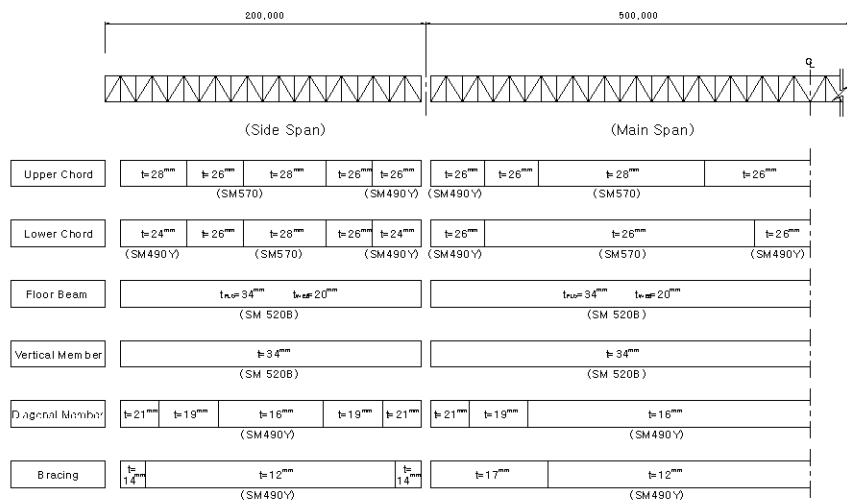 200,000 500,000
C L
(Side Span) (Main Span)
Upper Chord t=28mm t=26mm t=28mm t=26mm t=26mm t=26mm t=26mm t=28mm t=26mm
(SM570) (SM490Y) (SM490Y) (SM570)
Lower Chord t=24mm t=26mm t=28mm t=26mm t=24mm t=26mm t=26mm t=26mm
(SM490Y) (SM570) (SM490Y) (SM490Y) (SM570) (SM490Y)
Floor Beam tFLG=34mm tWEB=20mm tFLG=34mm tWEB=20mm
(SM 520B) (SM 520B)
Vertical Member t=34mm t=34mm
(SM 520B) (SM 520B)
Diagonal Member t=21mm t=19mm t=16mm t=19mm t=21mm t=21mm t=19mm t=16mm
(SM490Y) (SM490Y)
Bracing t=14mm t=12mm t=14mm t=17mm t=12mm
(SM490Y) (SM490Y)